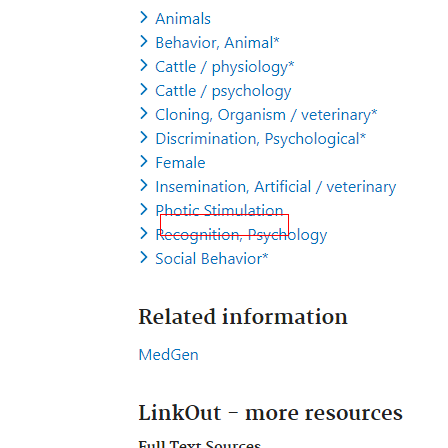 Animals
Behavior, Animal*
Cattle / physiology*
Cattle / psychology
Cloning, Organism / veterinary*
Discrimination, Psychological*
Female
Insemination, Artificial / veterinary
Photic Stimulation
Recognition, Psychology
Social Behavior*
Related information
MedGen
LinkOut - more resources
Full Text Sources